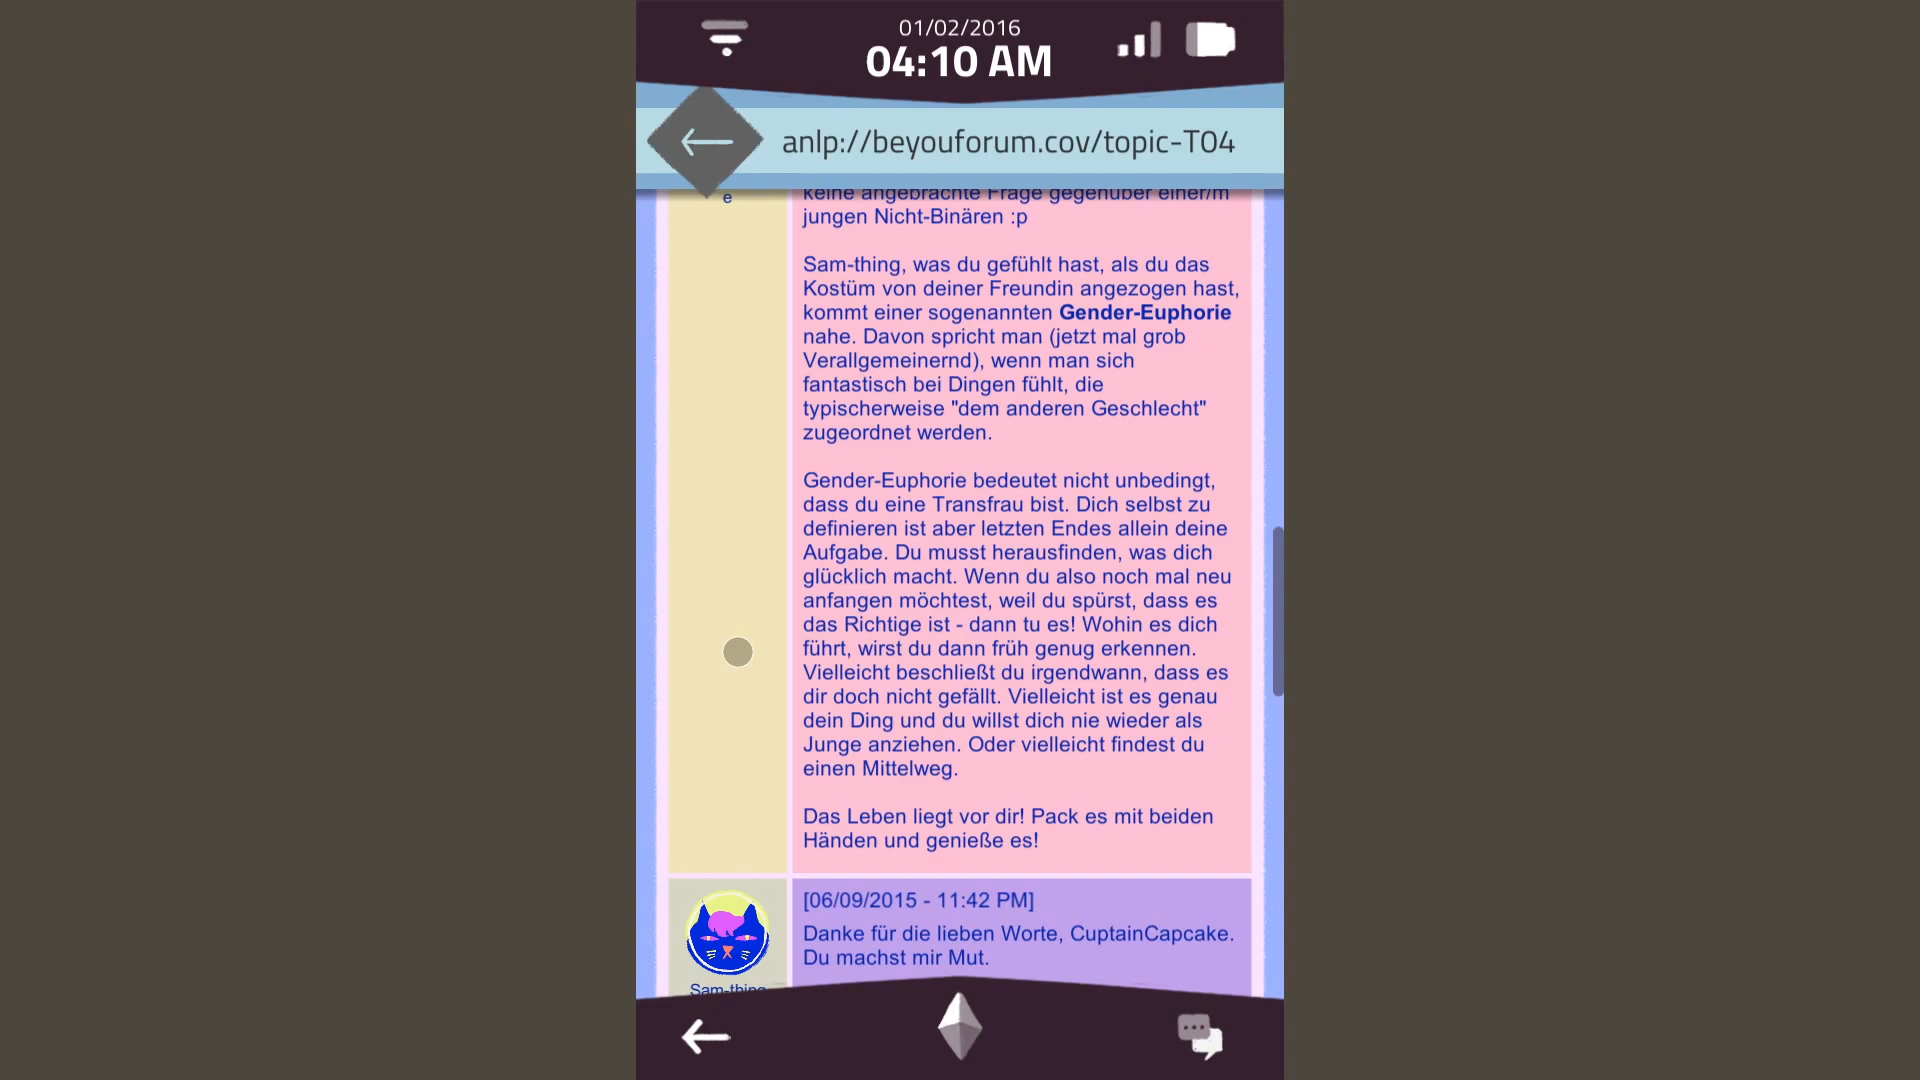 01/02/2016
04:10 AM
anlp://beyouforum.cov/topic-T04
e
keine angebrachte Frage gegenüber einer/m
jungen Nicht-Binären :p
Sam-thing, was du gefühlt hast, als du das
Kostüm von deiner Freundin angezogen hast,
kommt einer sogenannten Gender-Euphorie
nahe. Davon spricht man (jetzt mal grob
Verallgemeinernd), wenn man sich
fantastisch bei Dingen fühlt, die
typischerweise "dem anderen Geschlecht"
zugeordnet werden.
Gender-Euphorie bedeutet nicht unbedingt,
dass du eine Transfrau bist. Dich selbst zu
definieren ist aber letzten Endes allein deine
Aufgabe. Du musst herausfinden, was dich
glücklich macht. Wenn du also noch mal neu
anfangen möchtest, weil du spürst, dass es
das Richtige ist - dann tu es! Wohin es dich
führt, wirst du dann früh genug erkennen.
Vielleicht beschließt du irgendwann, dass es
dir doch nicht gefällt. Vielleicht ist es genau
dein Ding und du willst dich nie wieder als
Junge anziehen. Oder vielleicht findest du
einen Mittelweg.
Das Leben liegt vor dir! Pack es mit beiden
Händen und genieße es!
[06/09/2015 - 11:42 PM]
Danke für die lieben Worte, CuptainCapcake.
Du machst mir Mut.
Sam-thing